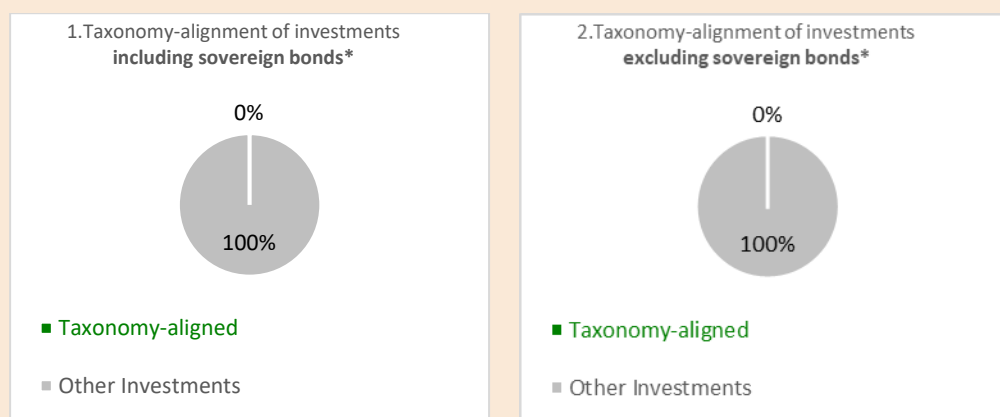 1.Taxonomy-alignment of investments
including sovereign bonds*
0%
100%
Taxonomy-aligned
Other Investments
2.Taxonomy-alignment of investments
excluding sovereign bonds*
0%
100%
Taxonomy-aligned
Other Investments